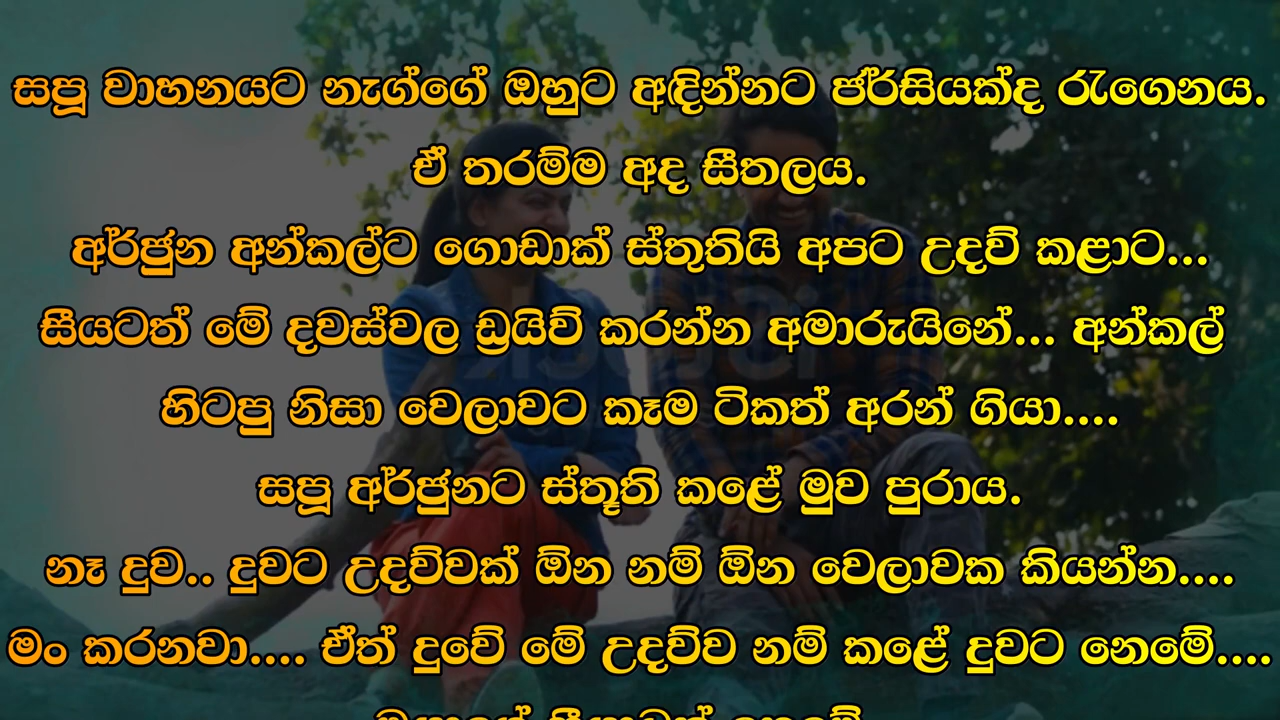 සපූ වාහනයට නැග්ගේ ඔහුට අඳින්නට ජර්සියක්ද රැගෙනය.
ඒ තරම්ම අද සීතලය.
අර්ජුන අන්කල්ට ගොඩාක් ස්තූතියි අපට උදව් කළාට...
සීයටත් මේ දවස්වල ඩ්‍රයිව් කරන්න අමාරුයිනේ... අන්කල්
හිටපු නිසා වෙලාවට කෑම ටිකත් අරන් ගියා....
සපූ අර්ජුනට ස්තූති කළේ මුව පුරාය.
නෑ දුව.. දුවට උදව්වක් ඕන නම් ඕන වෙලාවක කියන්න....
මං කරනවා.... ඒත් දුවේ මේ උදව්ව නම් කළේ දුවට නෙමේ....